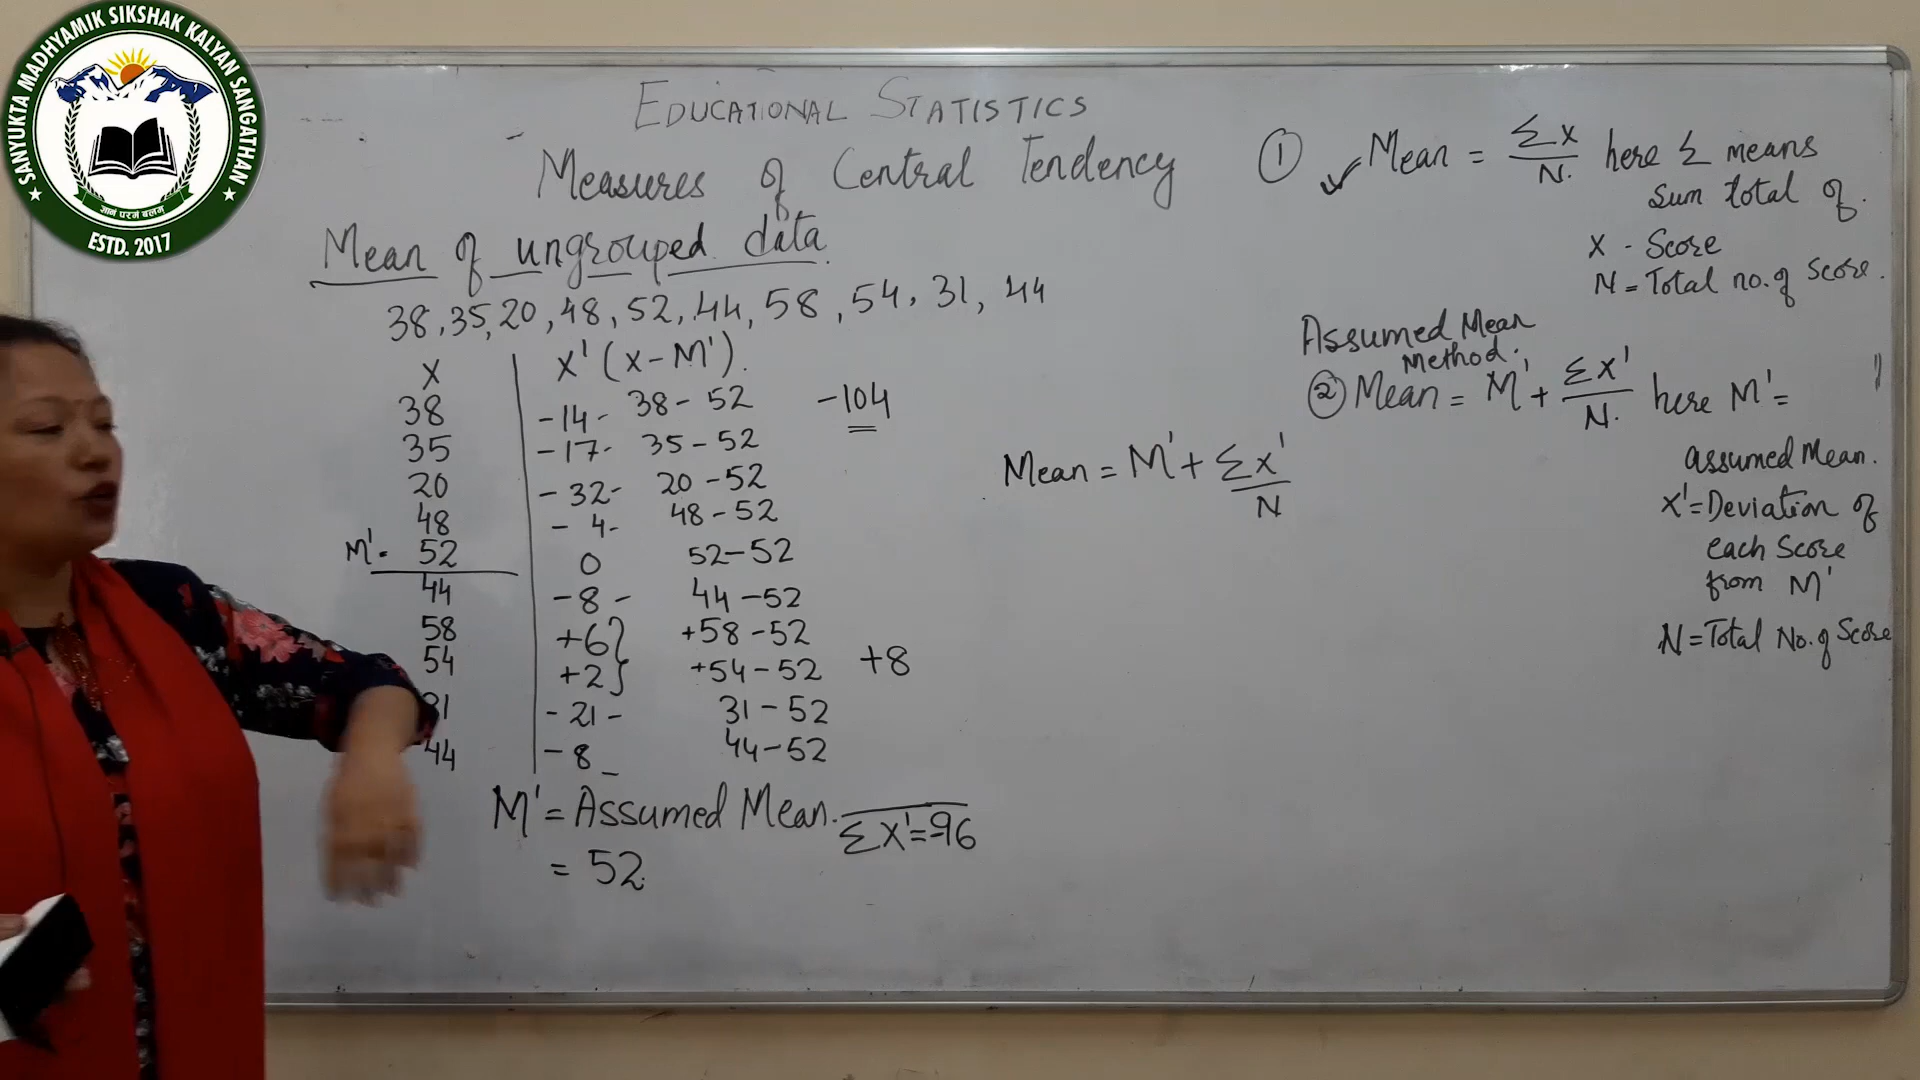 SANYUKTA MADHYAMIK SIKSHAK KALYAN SANGATHAN
ज्ञानं परमं बलम्
ESTD. 2017
EDUCATIONAL STATISTICS
Measures of Central Tendency
Mean of ungrouped data
38, 35, 20, 48, 52, 44, 58, 54, 31, 44
X X' (X - M').
38 -14- 38 - 52 -104
35 -17- 35 - 52
20 -32- 20 - 52
48 - 4- 48 - 52
M'- 52 0 52 - 52
44 -8- 44 - 52
58 +6} +58 - 52
54 +2} +54 - 52 +8
31 -21- 31 - 52
44 -8- 44 - 52
M' = Assumed Mean. ΣX'=-96
= 52
Mean = M' + ΣX'/N
① ✓ Mean = ΣX/N. here Σ means
Sum total of.
X - Score
N = Total no. of Score.
Assumed Mean
Method.
② Mean = M' + ΣX'/N. here M' =
assumed Mean.
X' = Deviation of
each Score
from M'
N = Total No. of Score